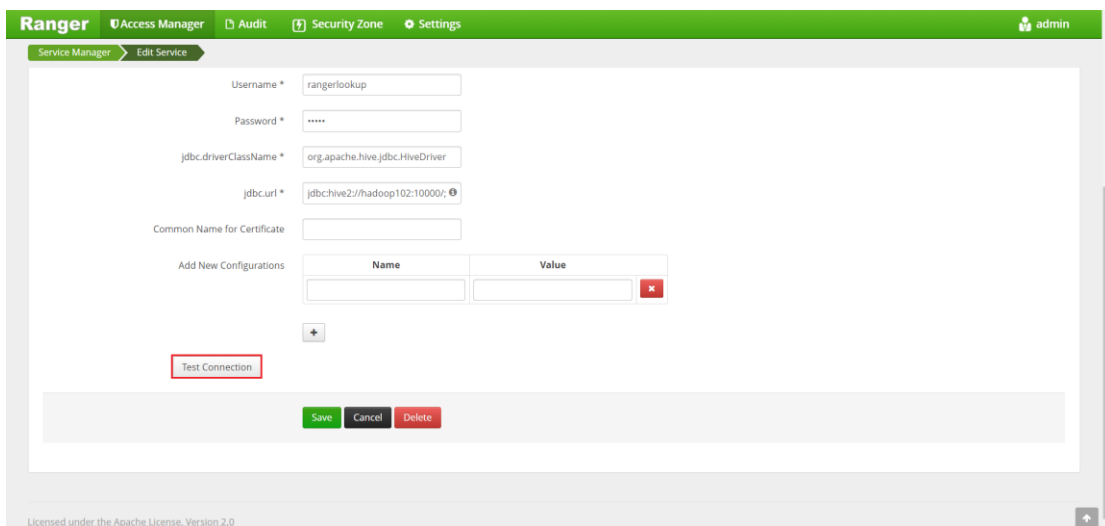 Ranger Access Manager Audit Security Zone Settings admin
Service Manager Edit Service
Username * rangerlookup
Password * •••••
jdbc.driverClassName * org.apache.hive.jdbc.HiveDriver
jdbc.url * jdbc:hive2://hadoop102:10000/;
Common Name for Certificate
Add New Configurations Name Value
+
Test Connection
Save Cancel Delete
Licensed under the Apache License, Version 2.0